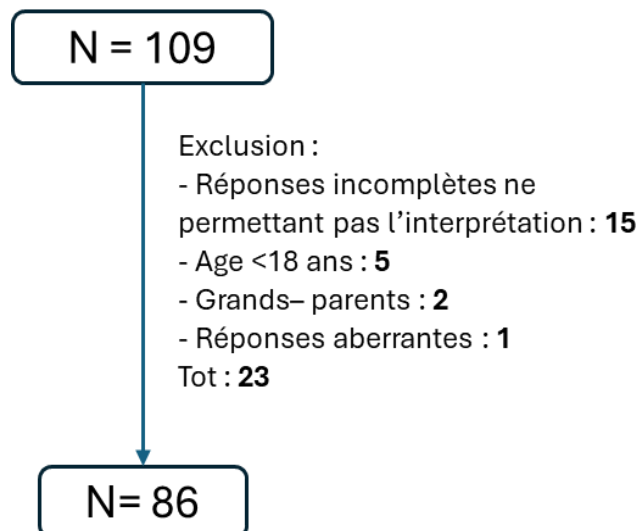 N = 109
Exclusion :
- Réponses incomplètes ne
permettant pas l’interprétation : 15
- Age <18 ans : 5
- Grands– parents : 2
- Réponses aberrantes : 1
Tot : 23
N= 86